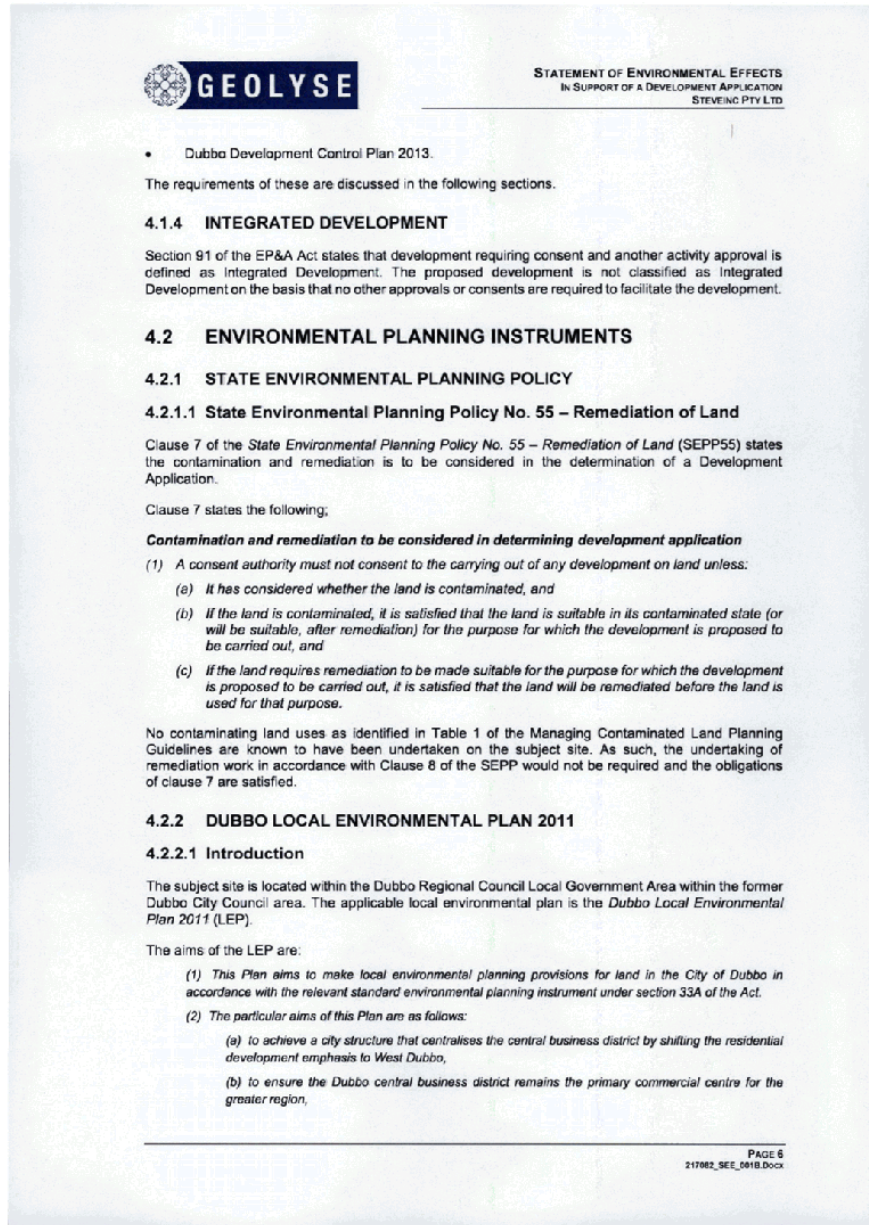 GEOLYSE
STATEMENT OF ENVIRONMENTAL EFFECTS
IN SUPPORT OF A DEVELOPMENT APPLICATION
STEVEINC PTY LTD
• Dubbo Development Control Plan 2013.
The requirements of these are discussed in the following sections.
4.1.4 INTEGRATED DEVELOPMENT
Section 91 of the EP&A Act states that development requiring consent and another activity approval is
defined as Integrated Development. The proposed development is not classified as Integrated
Development on the basis that no other approvals or consents are required to facilitate the development.
4.2 ENVIRONMENTAL PLANNING INSTRUMENTS
4.2.1 STATE ENVIRONMENTAL PLANNING POLICY
4.2.1.1 State Environmental Planning Policy No. 55 – Remediation of Land
Clause 7 of the State Environmental Planning Policy No. 55 – Remediation of Land (SEPP55) states
the contamination and remediation is to be considered in the determination of a Development
Application.
Clause 7 states the following;
Contamination and remediation to be considered in determining development application
(1) A consent authority must not consent to the carrying out of any development on land unless:
(a) It has considered whether the land is contaminated, and
(b) If the land is contaminated, it is satisfied that the land is suitable in its contaminated state (or
will be suitable, after remediation) for the purpose for which the development is proposed to
be carried out, and
(c) If the land requires remediation to be made suitable for the purpose for which the development
is proposed to be carried out, it is satisfied that the land will be remediated before the land is
used for that purpose.
No contaminating land uses as identified in Table 1 of the Managing Contaminated Land Planning
Guidelines are known to have been undertaken on the subject site. As such, the undertaking of
remediation work in accordance with Clause 8 of the SEPP would not be required and the obligations
of clause 7 are satisfied.
4.2.2 DUBBO LOCAL ENVIRONMENTAL PLAN 2011
4.2.2.1 Introduction
The subject site is located within the Dubbo Regional Council Local Government Area within the former
Dubbo City Council area. The applicable local environmental plan is the Dubbo Local Environmental
Plan 2011 (LEP).
The aims of the LEP are:
(1) This Plan aims to make local environmental planning provisions for land in the City of Dubbo in
accordance with the relevant standard environmental planning instrument under section 33A of the Act.
(2) The particular aims of this Plan are as follows:
(a) to achieve a city structure that centralises the central business district by shifting the residential
development emphasis to West Dubbo,
(b) to ensure the Dubbo central business district remains the primary commercial centre for the
greater region,
PAGE 6
217082_SEE_001B.Docx